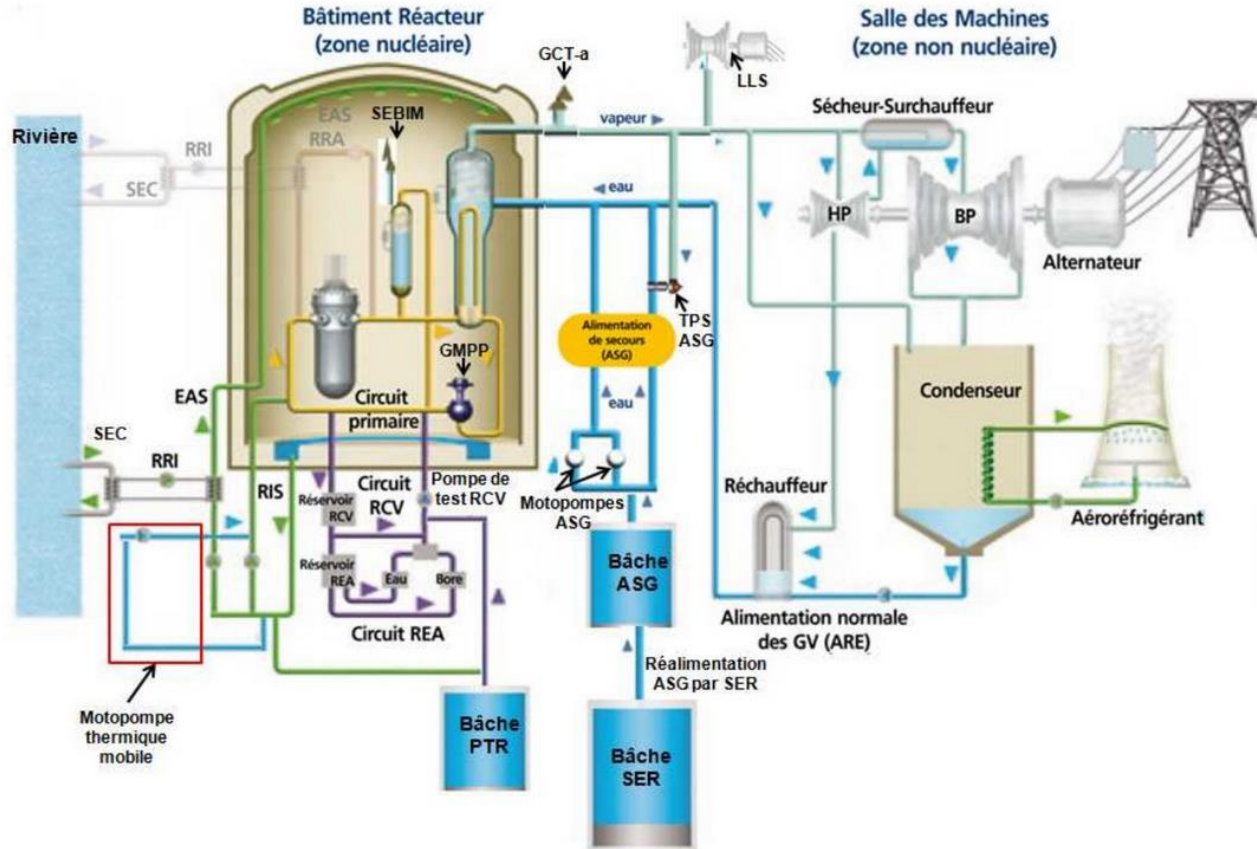 Bâtiment Réacteur
(zone nucléaire)
Salle des Machines
(zone non nucléaire)
GCT-a
LLS
SEBIM
EAS
RRA
vapeur
Sécheur-Surchauffeur
Rivière
RRI
SEC
eau
HP
BP
Alternateur
TPS
ASG
Alimentation
de secours
(ASG)
GMPP
Circuit
primaire
EAS
eau
Condenseur
SEC
RRI
RIS
Réservoir
RCV
Circuit
RCV
Pompe de
test RCV
Motopompes
ASG
Réchauffeur
Aéroréfrigérant
Réservoir
REA
Eau
Bore
Circuit REA
Bâche
ASG
Alimentation normale
des GV (ARE)
Réalimentation
ASG par SER
Motopompe
thermique
mobile
Bâche
PTR
Bâche
SER